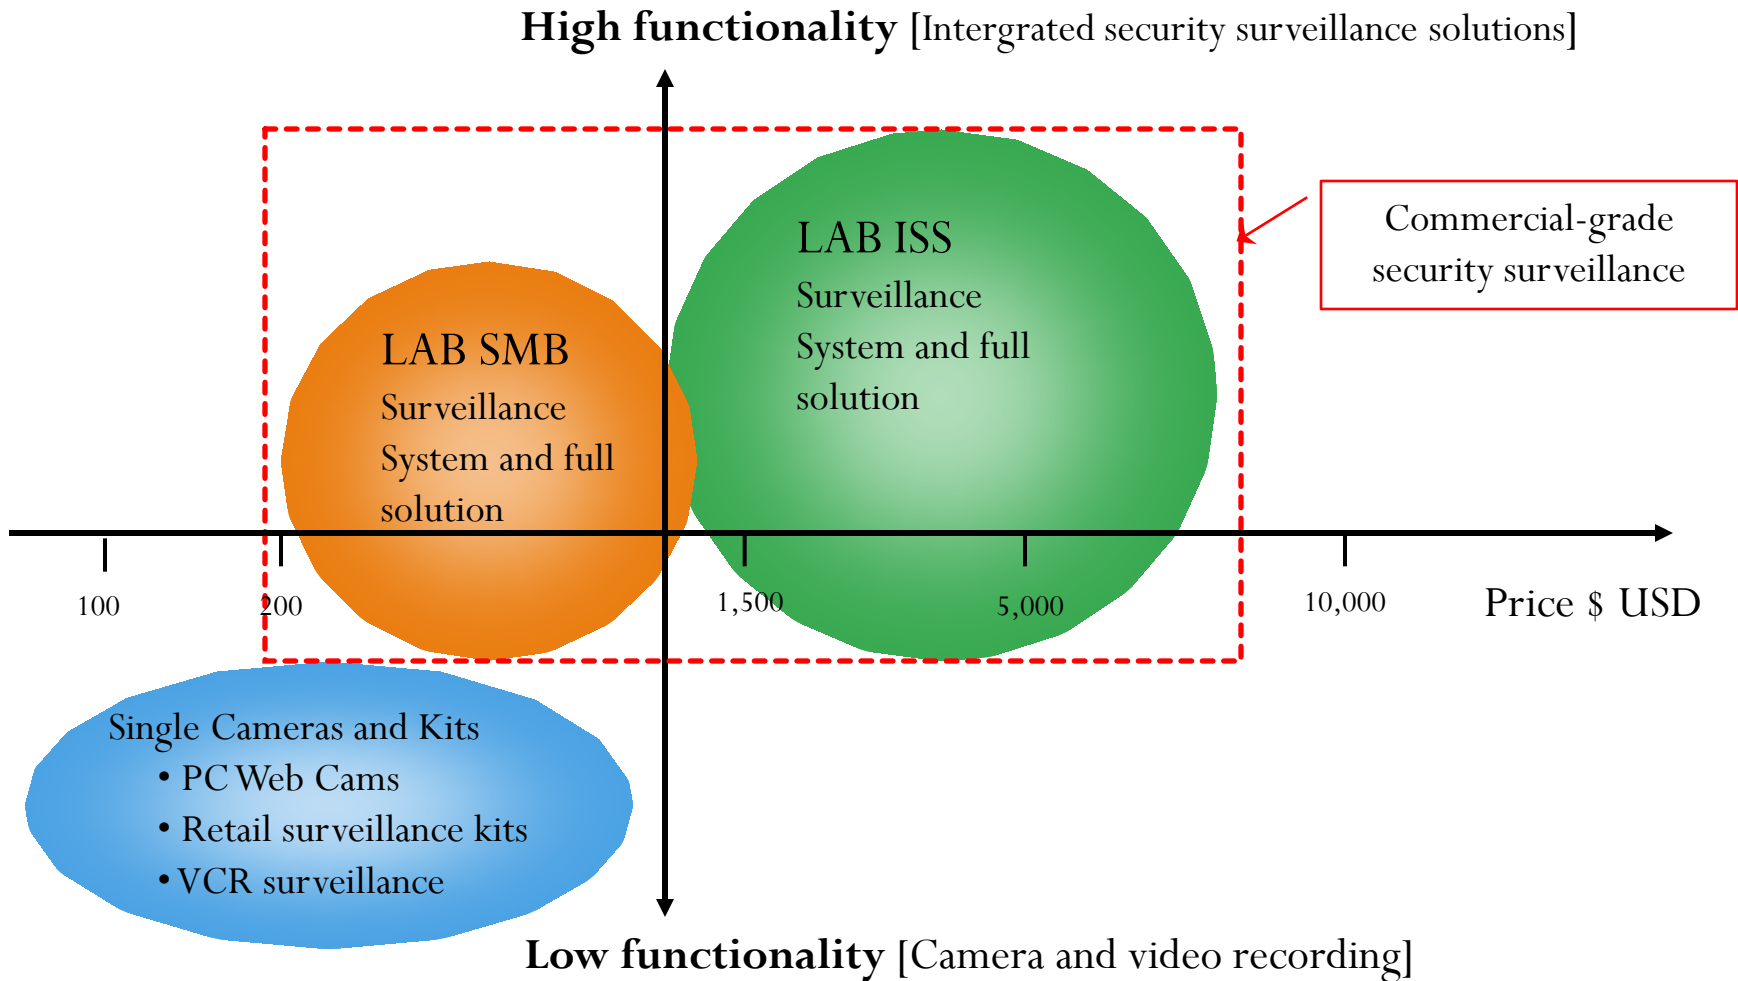 High functionality [Intergrated security surveillance solutions]
Commercial-grade
security surveillance
LAB ISS
Surveillance
System and full
solution
LAB SMB
Surveillance
System and full
solution
100
200
1,500
5,000
10,000
Price $ USD
Single Cameras and Kits
• PC Web Cams
• Retail surveillance kits
• VCR surveillance
Low functionality [Camera and video recording]